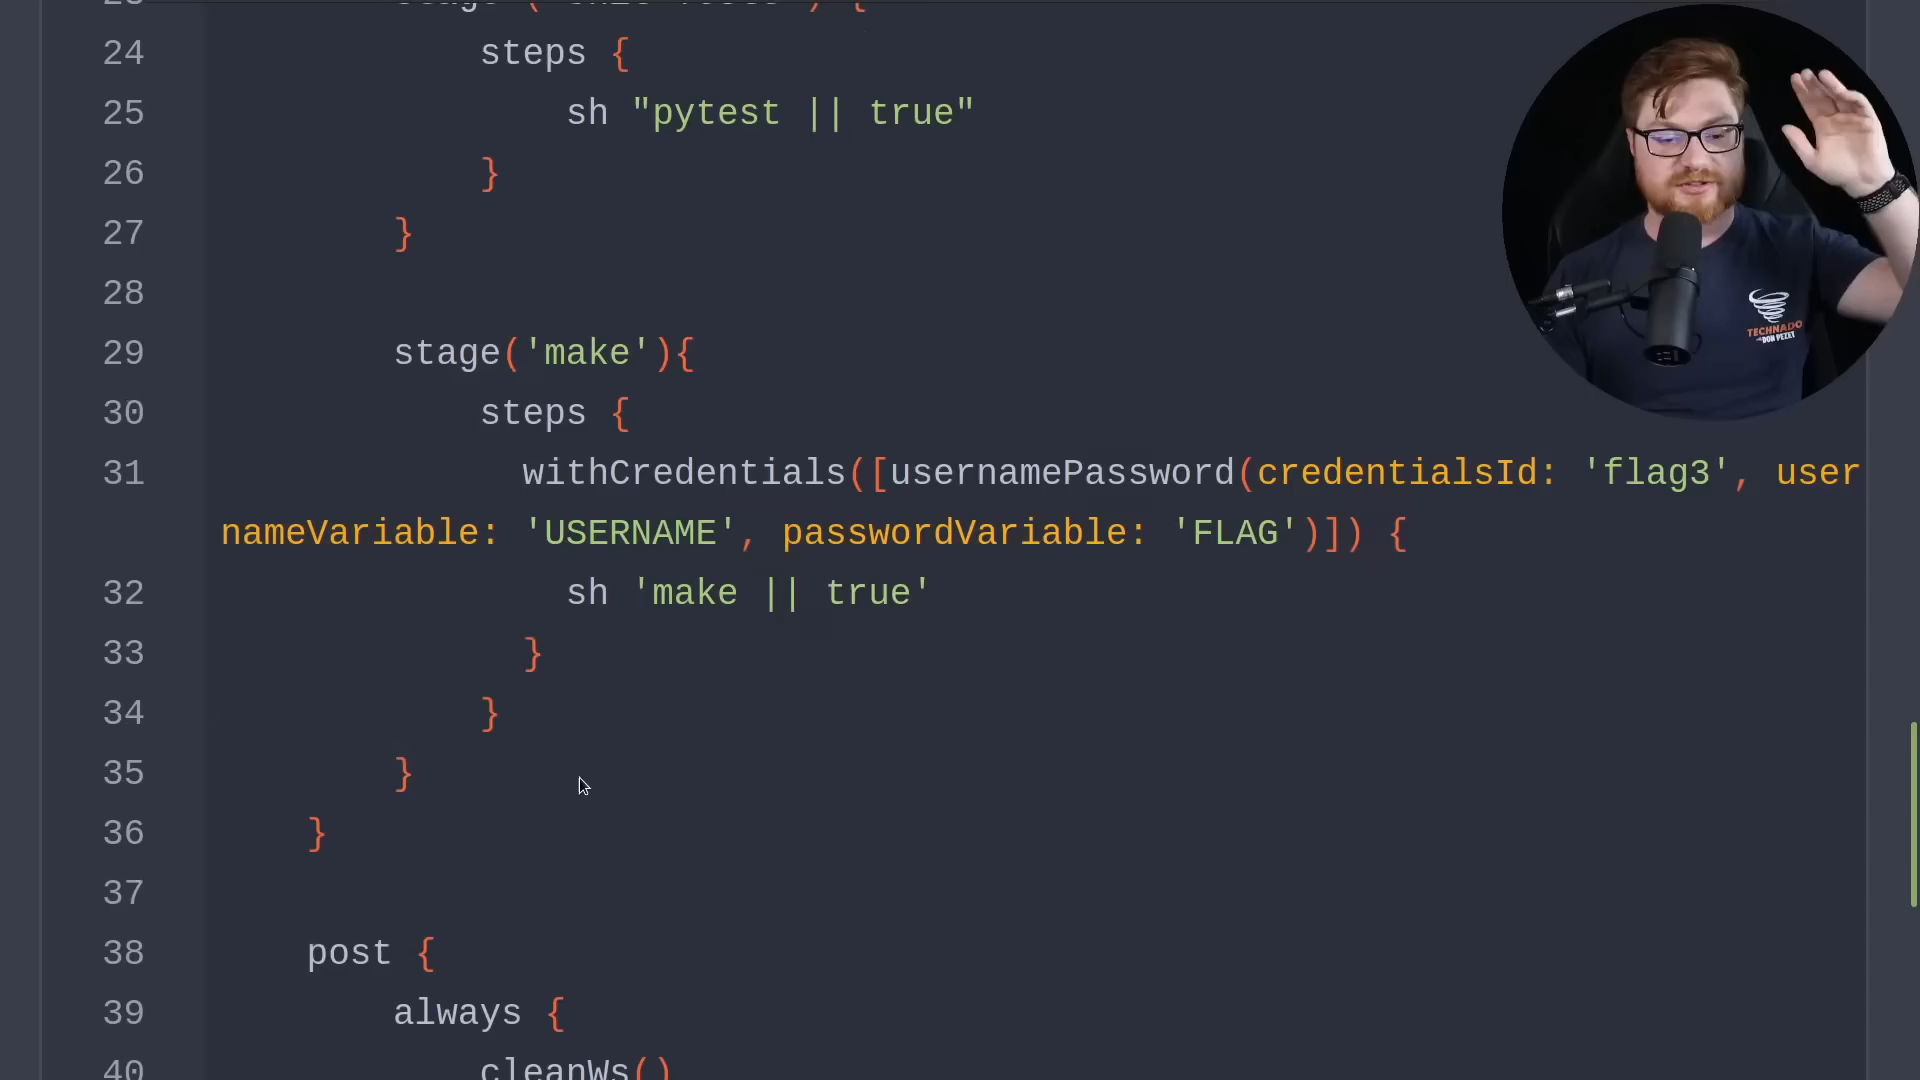 24 steps {
25 sh "pytest || true"
26 }
27 }
28
29 stage('make'){
30 steps {
31 withCredentials([usernamePassword(credentialsId: 'flag3', user
nameVariable: 'USERNAME', passwordVariable: 'FLAG')]) {
32 sh 'make || true'
33 }
34 }
35 }
36 }
37
38 post {
39 always {
40 cleanWs()
TECHNADO
DON PEZET